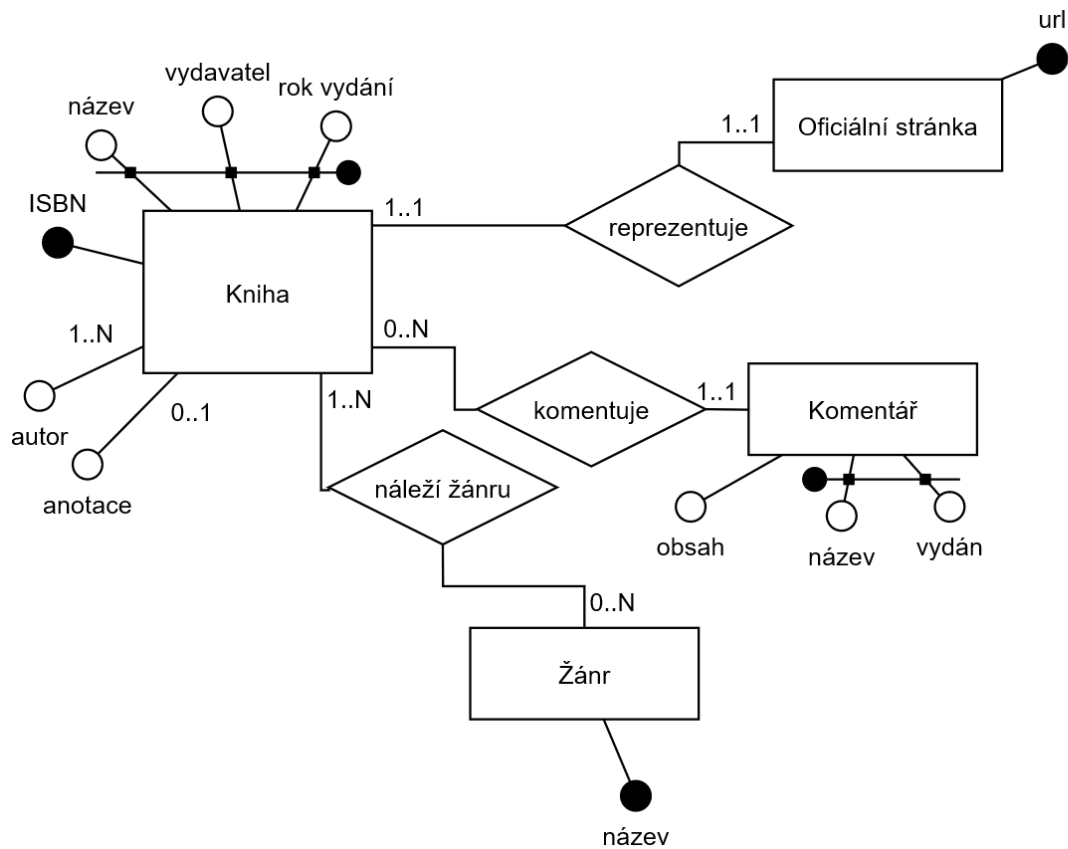 url
vydavatel
rok vydání
název
1..1
Oficiální stránka
ISBN
1..1
reprezentuje
Kniha
0..N
1..N
1..1
komentuje
Komentář
0..1
1..N
autor
náleží žánru
anotace
obsah
název
vydán
0..N
Žánr
název